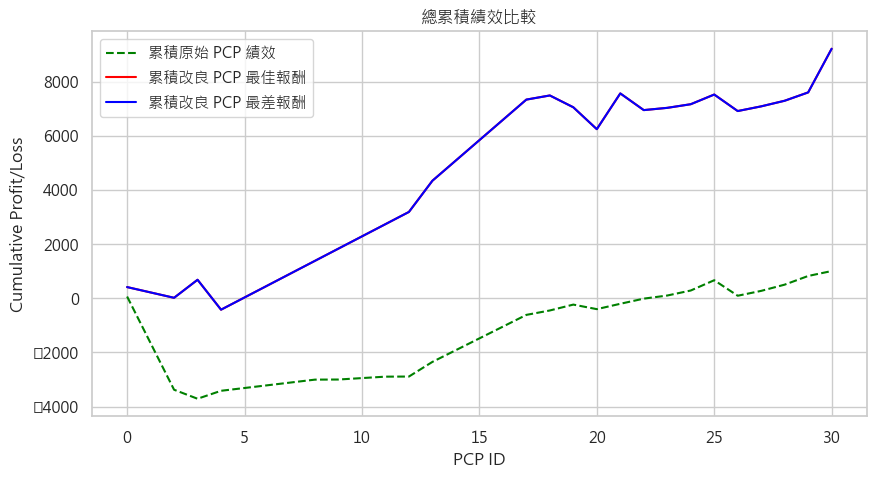 總累積績效比較
累積原始 PCP 績效
累積改良 PCP 最佳報酬
累積改良 PCP 最差報酬
Cumulative Profit/Loss
8000
6000
4000
2000
0
▯2000
▯4000
0 5 10 15 20 25 30
PCP ID